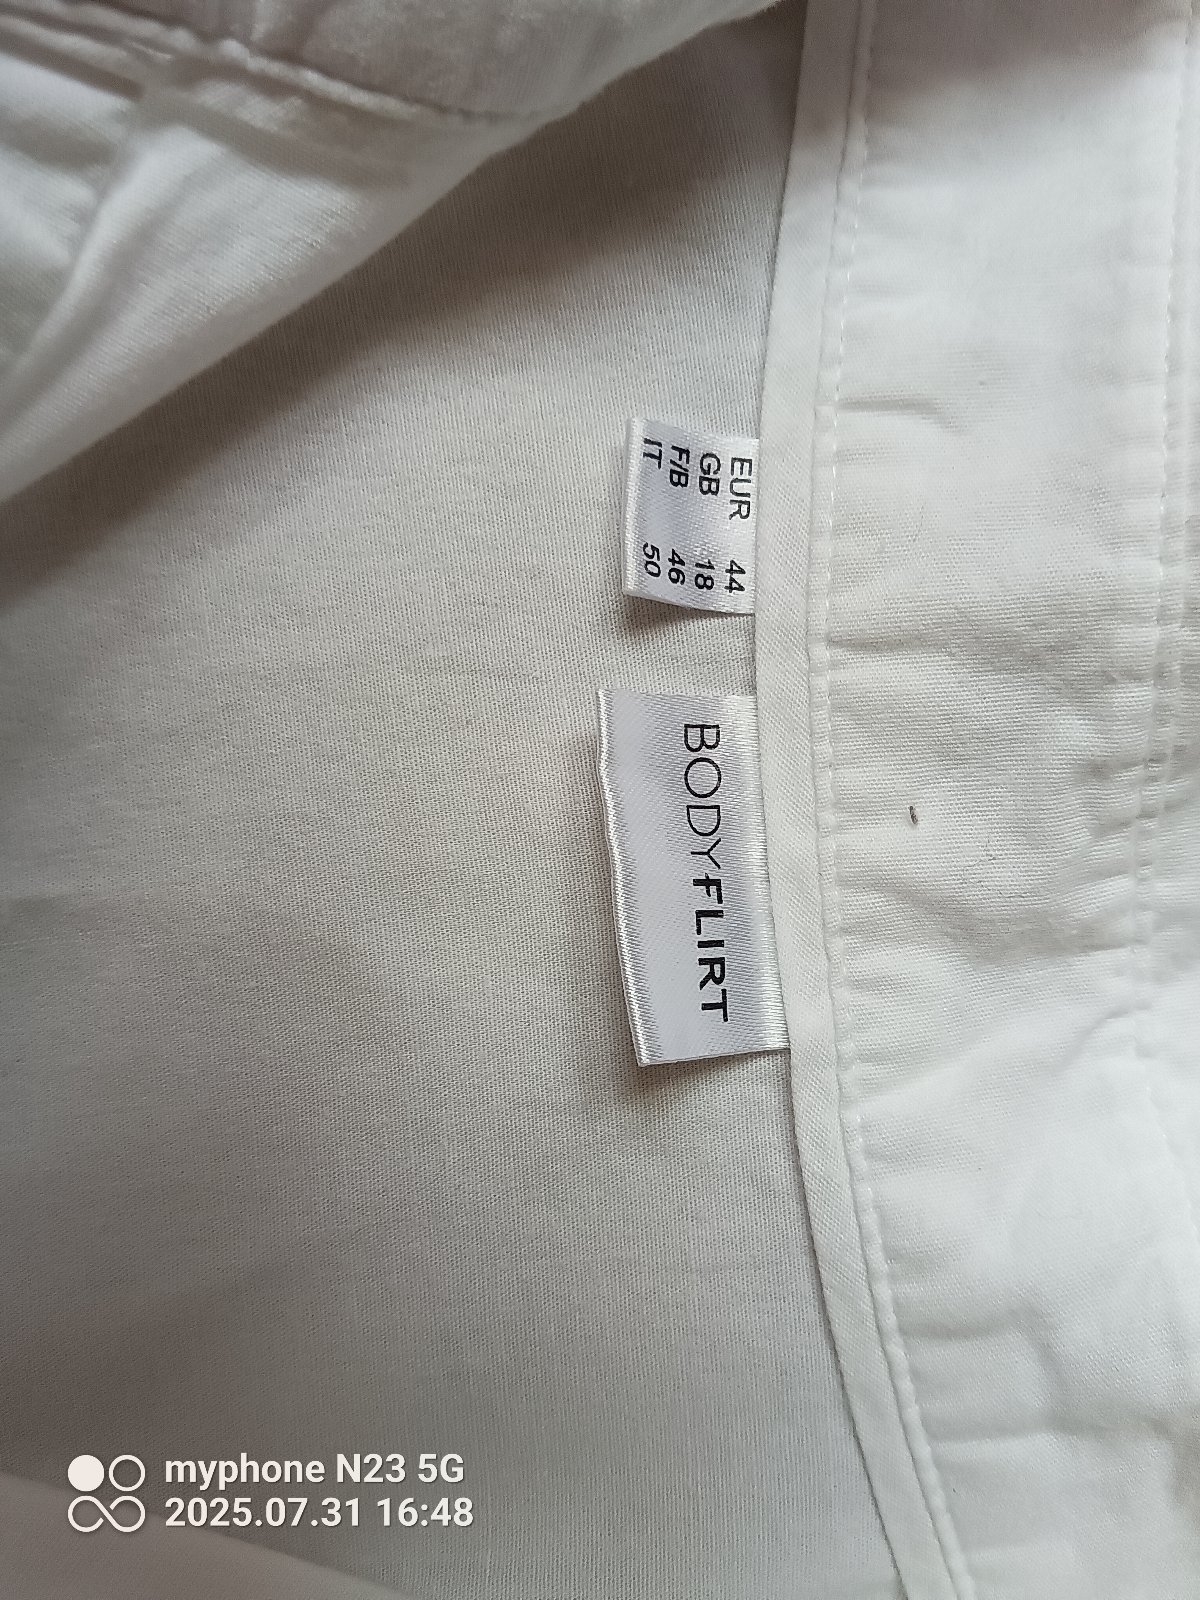 EUR 44
GB 18
F/B 46
IT 50
BODYFLIRT
myphone N23 5G
2025.07.31 16:48